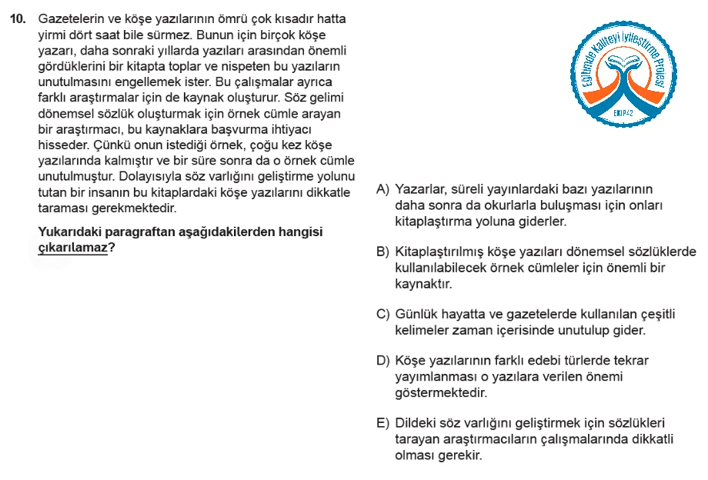 10. Gazetelerin ve köşe yazılarının ömrü çok kısadır hatta
yirmi dört saat bile sürmez. Bunun için birçok köşe
yazarı, daha sonraki yıllarda yazıları arasından önemli
gördüklerini bir kitapta toplar ve nispeten bu yazıların
unutulmasını engellemek ister. Bu çalışmalar ayrıca
farklı araştırmalar için de kaynak oluşturur. Söz gelimi
dönemsel sözlük oluşturmak için örnek cümle arayan
bir araştırmacı, bu kaynaklara başvurma ihtiyacı
hisseder. Çünkü onun istediği örnek, çoğu kez köşe
yazılarında kalmıştır ve bir süre sonra da o örnek cümle
unutulmuştur. Dolayısıyla söz varlığını geliştirme yolunu
tutan bir insanın bu kitaplardaki köşe yazılarını dikkatle
taraması gerekmektedir.
Yukarıdaki paragraftan aşağıdakilerden hangisi
çıkarılamaz?
Eğitimde Kaliteyi İyileştirme Projesi
EKİP42
A) Yazarlar, süreli yayınlardaki bazı yazılarının
daha sonra da okurlarla buluşması için onları
kitaplaştırma yoluna giderler.
B) Kitaplaştırılmış köşe yazıları dönemsel sözlüklerde
kullanılabilecek örnek cümleler için önemli bir
kaynaktır.
C) Günlük hayatta ve gazetelerde kullanılan çeşitli
kelimeler zaman içerisinde unutulup gider.
D) Köşe yazılarının farklı edebi türlerde tekrar
yayımlanması o yazılara verilen önemi
göstermektedir.
E) Dildeki söz varlığını geliştirmek için sözlükleri
tarayan araştırmacıların çalışmalarında dikkatli
olması gerekir.